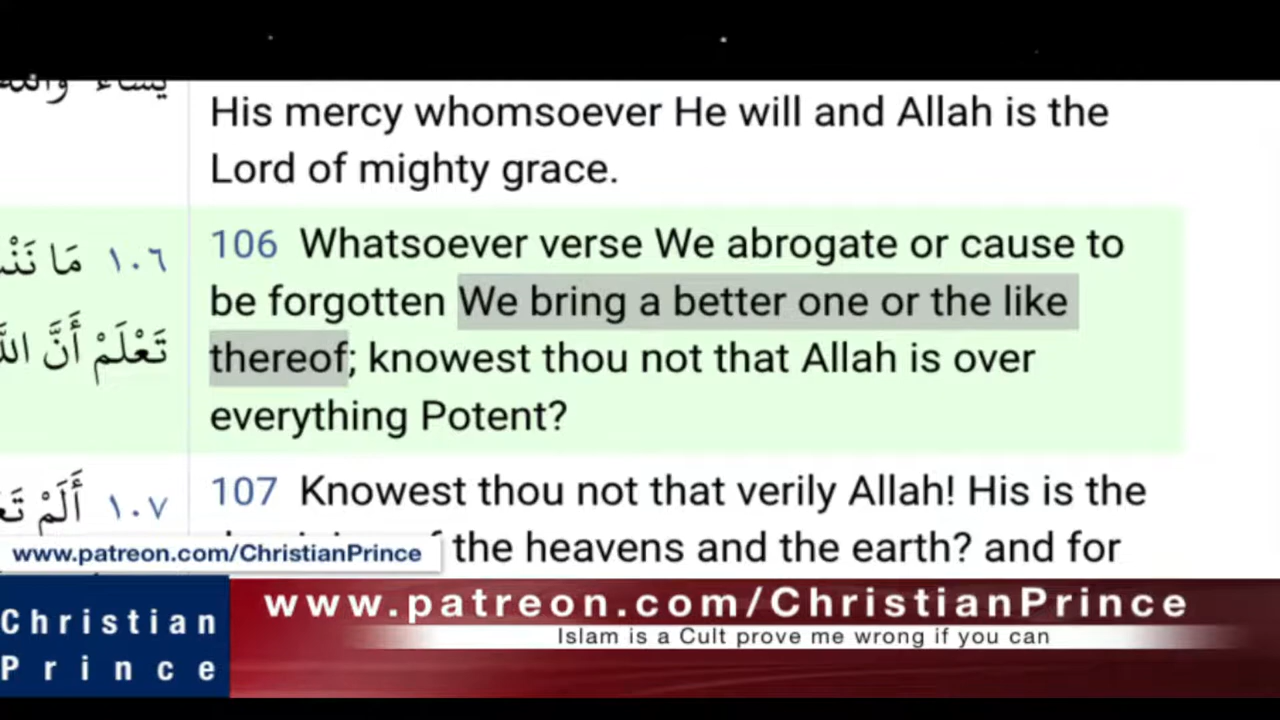 His mercy whomsoever He will and Allah is the
Lord of mighty grace.
١٠٦ مَا
106 Whatsoever verse We abrogate or cause to
be forgotten We bring a better one or the like
تَعْلَمْ أَنَّ
thereof; knowest thou not that Allah is over
everything Potent?
١٠٧ أَلَمْ
107 Knowest thou not that verily Allah! His is the
of the heavens and the earth? and for
www.patreon.com/ChristianPrince
Christian
Prince
www.patreon.com/ChristianPrince
Islam is a Cult prove me wrong if you can